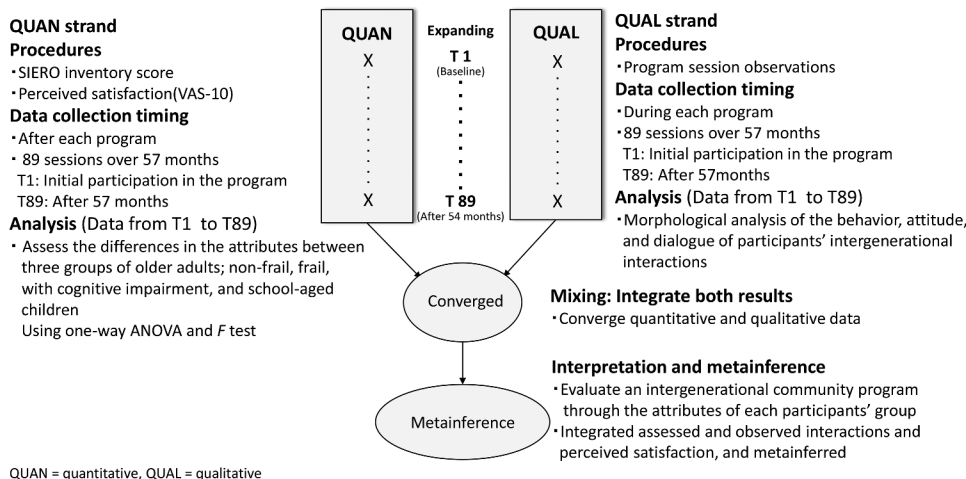 QUAN strand
Procedures
・SIERO inventory score
・Perceived satisfaction(VAS-10)
Data collection timing
・After each program
・ 89 sessions over 57 months
T1: Initial participation in the program
T89: After 57 months
Analysis (Data from T1 to T89)
・ Assess the differences in the attributes between
three groups of older adults; non-frail, frail,
with cognitive impairment, and school-aged
children
Using one-way ANOVA and F test
QUAN
X
X
Expanding
T 1
(Baseline)
T 89
(After 54 months)
QUAL
X
X
QUAL strand
Procedures
・Program session observations
Data collection timing
・During each program
・89 sessions over 57 months
T1: Initial participation in the program
T89: After 57months
Analysis (Data from T1 to T89)
・Morphological analysis of the behavior, attitude,
and dialogue of participants’ intergenerational
interactions
Converged
Mixing: Integrate both results
・Converge quantitative and qualitative data
Metainference
Interpretation and metainference
・Evaluate an intergenerational community program
through the attributes of each participants’ group
・Integrated assessed and observed interactions and
perceived satisfaction, and metainferred
QUAN = quantitative, QUAL = qualitative